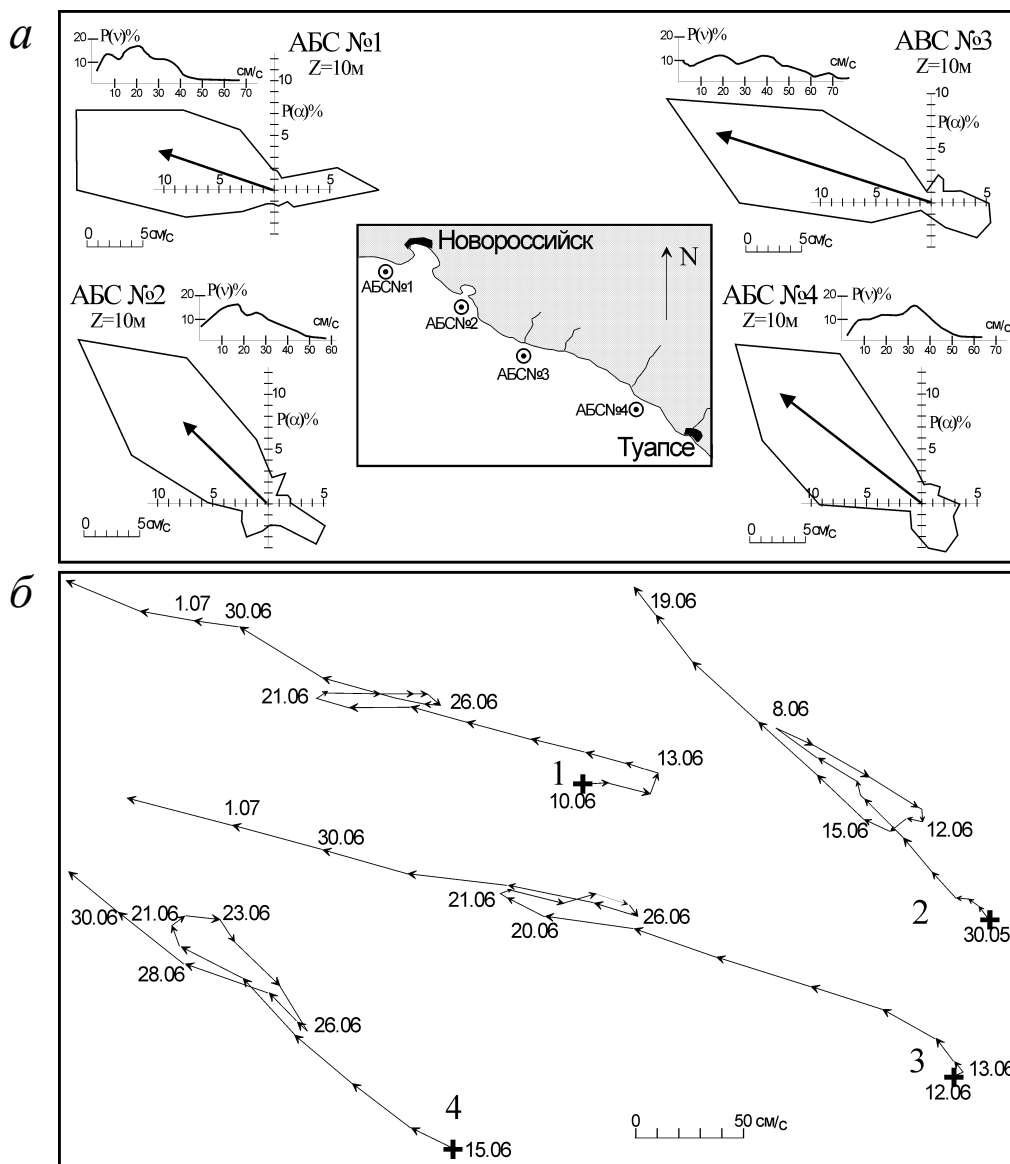 а
АБС №1
Z=10м
P(ν)%
20
10
см/с
10 20 30 40 50 60 70
10
P(α)%
5
10 5
5
0 5см/с
АВС №3
Z=10м
P(ν)%
20
10
см/с
10 20 30 40 50 60 70
10
P(α)%
5
10 5
5
0 5см/с
Новороссийск
N
АБС№1
АБС№2
АБС№3
АБС№4
Туапсе
АБС №2
Z=10м
P(ν)%
20
10
см/с
10 20 30 40 50 60
10
P(α)%
5
10 5
5
0 5см/с
АБС №4
Z=10м
P(ν)%
20
10
см/с
10 20 30 40 50 60 70
10
P(α)%
5
10 5
5
0 5см/с
б
1.07
30.06
21.06
26.06
13.06
1
10.06
19.06
8.06
15.06
12.06
2
30.05
1.07
30.06
21.06
20.06
26.06
3
13.06
12.06
30.06
21.06
23.06
28.06
26.06
4
15.06
0 50 см/с